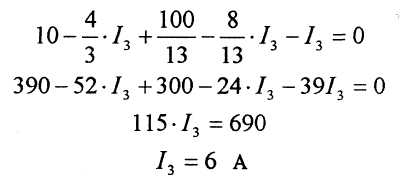 10 − 4/3 · I₃ + 100/13 − 8/13 · I₃ − I₃ = 0
390 − 52 · I₃ + 300 − 24 · I₃ − 39I₃ = 0
115 · I₃ = 690
I₃ = 6 A